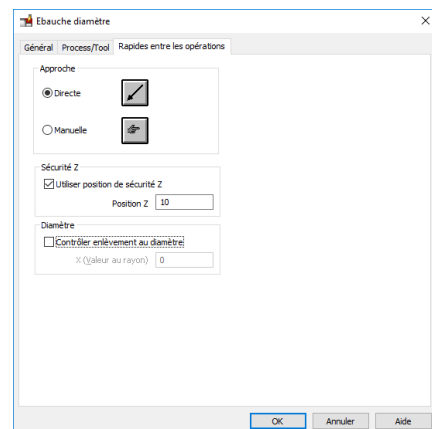 Ebauche diamètre
Général Process/Tool Rapides entre les opérations
Approche
Directe
Manuelle
Sécurité Z
Utiliser position de sécurité Z
Position Z 10
Diamètre
Contrôler enlèvement au diamètre
X (Valeur au rayon) 0
OK Annuler Aide